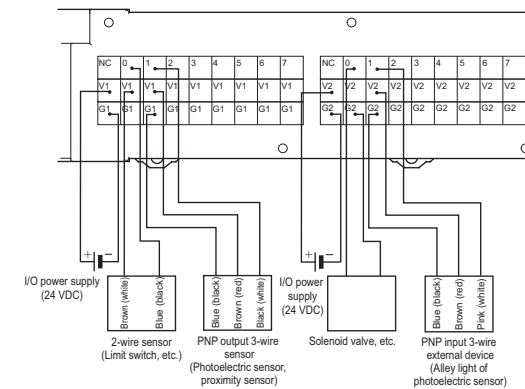 NC 0 1 2 3 4 5 6 7 NC 0 1 2 3 4 5 6 7
V1 V1 V1 V1 V1 V1 V1 V1 V1 V2 V2 V2 V2 V2 V2 V2 V2 V2
G1 G1 G1 G1 G1 G1 G1 G1 G1 G2 G2 G2 G2 G2 G2 G2 G2 G2
+ − + −
I/O power supply
(24 VDC)
Brown (white)
Blue (black)
2-wire sensor
(Limit switch, etc.)
Blue (black)
Brown (red)
Black (white)
PNP output 3-wire
sensor
(Photoelectric sensor,
proximity sensor)
I/O power
supply
(24 VDC)
Solenoid valve, etc.
Blue (black)
Brown (red)
Pink (white)
PNP input 3-wire
external device
(Alley light of
photoelectric sensor)